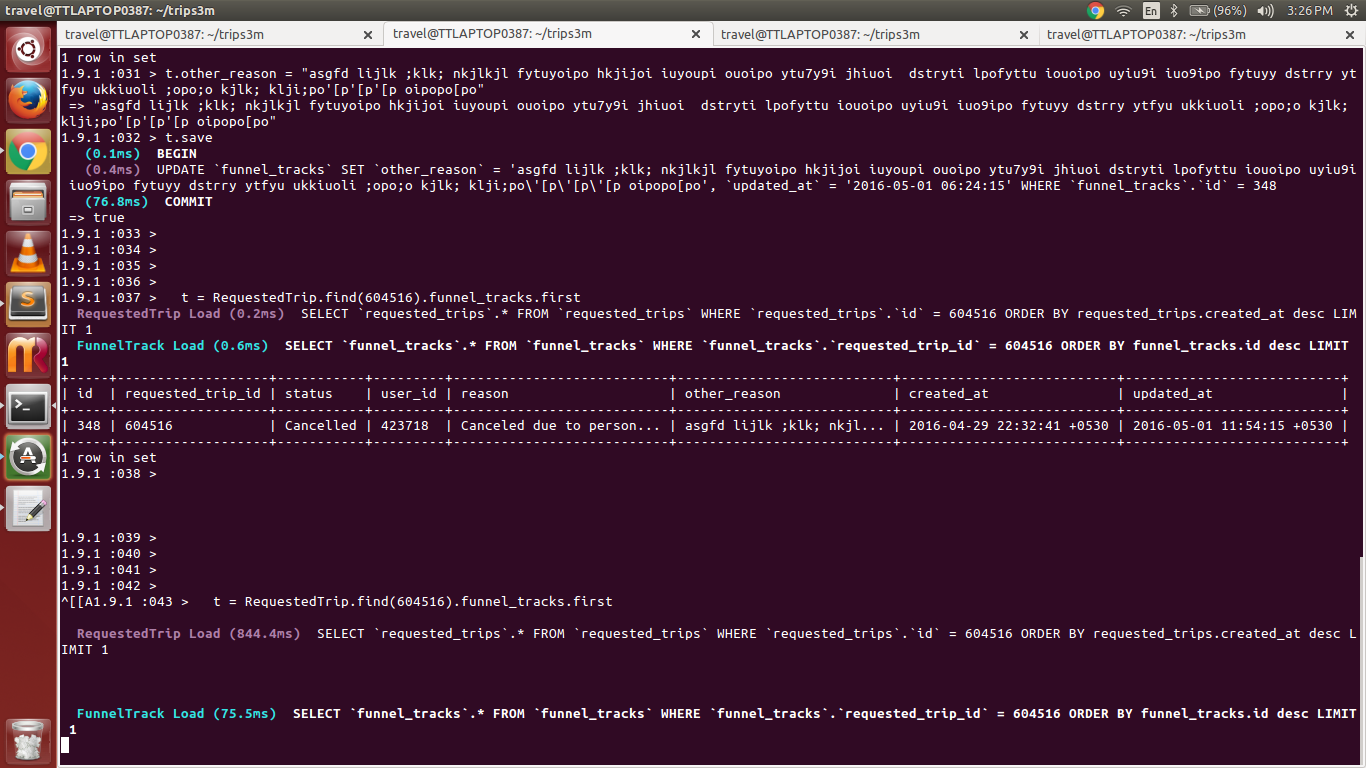 travel@TTLAPTOP0387: ~/trips3m
En
(96%)
3:26 PM
travel@TTLAPTOP0387: ~/trips3m
travel@TTLAPTOP0387: ~/trips3m
travel@TTLAPTOP0387: ~/trips3m
travel@TTLAPTOP0387: ~/trips3m
1 row in set
1.9.1 :031 > t.other_reason = "asgfd lijlk ;klk; nkjlkjl fytuyoipo hkjijoi iuyoupi ouoipo ytu7y9i jhiuoi  dstryti lpofyttu iouoipo uyiu9i iuo9ipo fytuyy dstrry yt
fyu ukkiuoli ;opo;o kjlk; klji;po'[p'[p'[p oipopo[po"
 => "asgfd lijlk ;klk; nkjlkjl fytuyoipo hkjijoi iuyoupi ouoipo ytu7y9i jhiuoi  dstryti lpofyttu iouoipo uyiu9i iuo9ipo fytuyy dstrry ytfyu ukkiuoli ;opo;o kjlk;
klji;po'[p'[p'[p oipopo[po"
1.9.1 :032 > t.save
   (0.1ms)  BEGIN
   (0.4ms)  UPDATE `funnel_tracks` SET `other_reason` = 'asgfd lijlk ;klk; nkjlkjl fytuyoipo hkjijoi iuyoupi ouoipo ytu7y9i jhiuoi dstryti lpofyttu iouoipo uyiu9i
 iuo9ipo fytuyy dstrry ytfyu ukkiuoli ;opo;o kjlk; klji;po\'[p\'[p\'[p oipopo[po', `updated_at` = '2016-05-01 06:24:15' WHERE `funnel_tracks`.`id` = 348
   (76.8ms)  COMMIT
 => true
1.9.1 :033 >
1.9.1 :034 >
1.9.1 :035 >
1.9.1 :036 >
1.9.1 :037 >   t = RequestedTrip.find(604516).funnel_tracks.first
  RequestedTrip Load (0.2ms)  SELECT `requested_trips`.* FROM `requested_trips` WHERE `requested_trips`.`id` = 604516 ORDER BY requested_trips.created_at desc LIM
IT 1
  FunnelTrack Load (0.6ms)  SELECT `funnel_tracks`.* FROM `funnel_tracks` WHERE `funnel_tracks`.`requested_trip_id` = 604516 ORDER BY funnel_tracks.id desc LIMIT
1
+-----+-------------------+-----------+---------+---------------------------+---------------------------+---------------------------+---------------------------+
| id  | requested_trip_id | status    | user_id | reason                    | other_reason              | created_at                | updated_at                |
+-----+-------------------+-----------+---------+---------------------------+---------------------------+---------------------------+---------------------------+
| 348 | 604516            | Cancelled | 423718  | Canceled due to person... | asgfd lijlk ;klk; nkjl... | 2016-04-29 22:32:41 +0530 | 2016-05-01 11:54:15 +0530 |
+-----+-------------------+-----------+---------+---------------------------+---------------------------+---------------------------+---------------------------+
1 row in set
1.9.1 :038 >
1.9.1 :039 >
1.9.1 :040 >
1.9.1 :041 >
1.9.1 :042 >
^[[A1.9.1 :043 >   t = RequestedTrip.find(604516).funnel_tracks.first
  RequestedTrip Load (844.4ms)  SELECT `requested_trips`.* FROM `requested_trips` WHERE `requested_trips`.`id` = 604516 ORDER BY requested_trips.created_at desc L
IMIT 1
  FunnelTrack Load (75.5ms)  SELECT `funnel_tracks`.* FROM `funnel_tracks` WHERE `funnel_tracks`.`requested_trip_id` = 604516 ORDER BY funnel_tracks.id desc LIMIT
 1